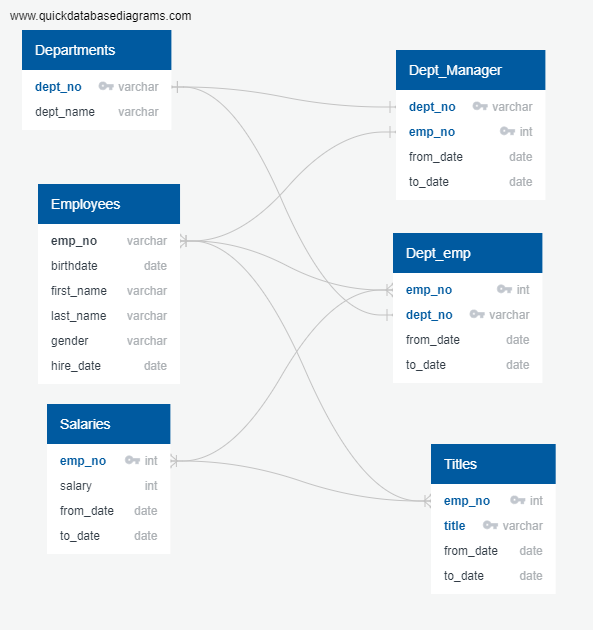 www.quickdatabasediagrams.com
Departments
dept_no varchar
dept_name varchar
Dept_Manager
dept_no varchar
emp_no int
from_date date
to_date date
Employees
emp_no varchar
birthdate date
first_name varchar
last_name varchar
gender varchar
hire_date date
Dept_emp
emp_no int
dept_no varchar
from_date date
to_date date
Salaries
emp_no int
salary int
from_date date
to_date date
Titles
emp_no int
title varchar
from_date date
to_date date